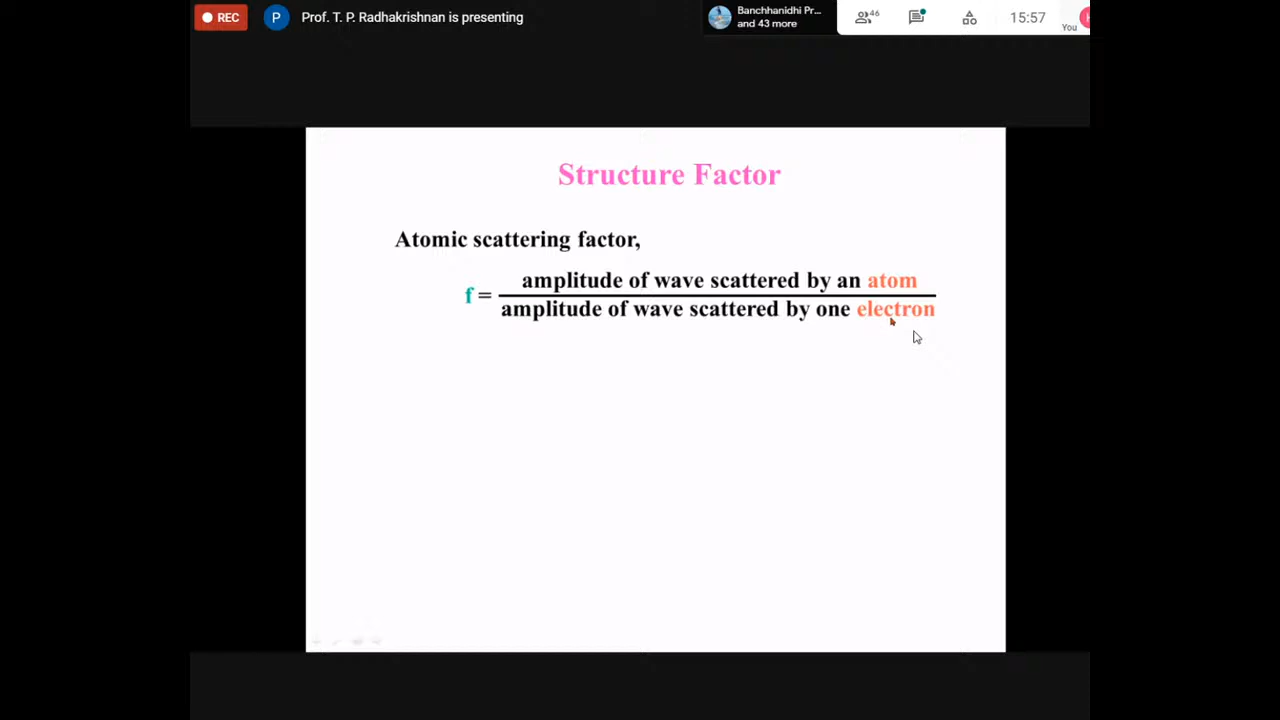 REC
P
Prof. T. P. Radhakrishnan is presenting
Banchhanidhi Pr...
and 43 more
46
15:57
You
Structure Factor
Atomic scattering factor,
f = amplitude of wave scattered by an atom
amplitude of wave scattered by one electron